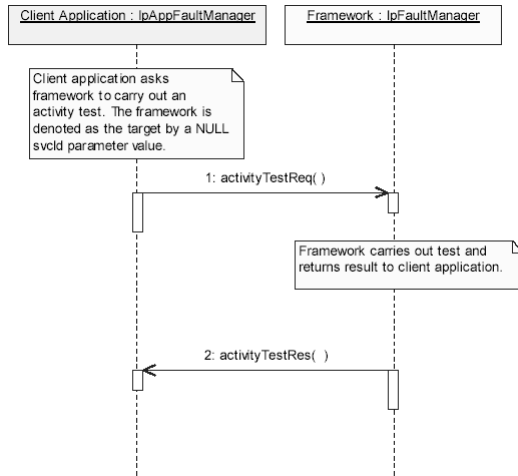 Client Application : IpAppFaultManager
Framework : IpFaultManager
Client application asks
framework to carry out an
activity test. The framework is
denoted as the target by a NULL
svcId parameter value.
1: activityTestReq( )
Framework carries out test and
returns result to client application.
2: activityTestRes(  )